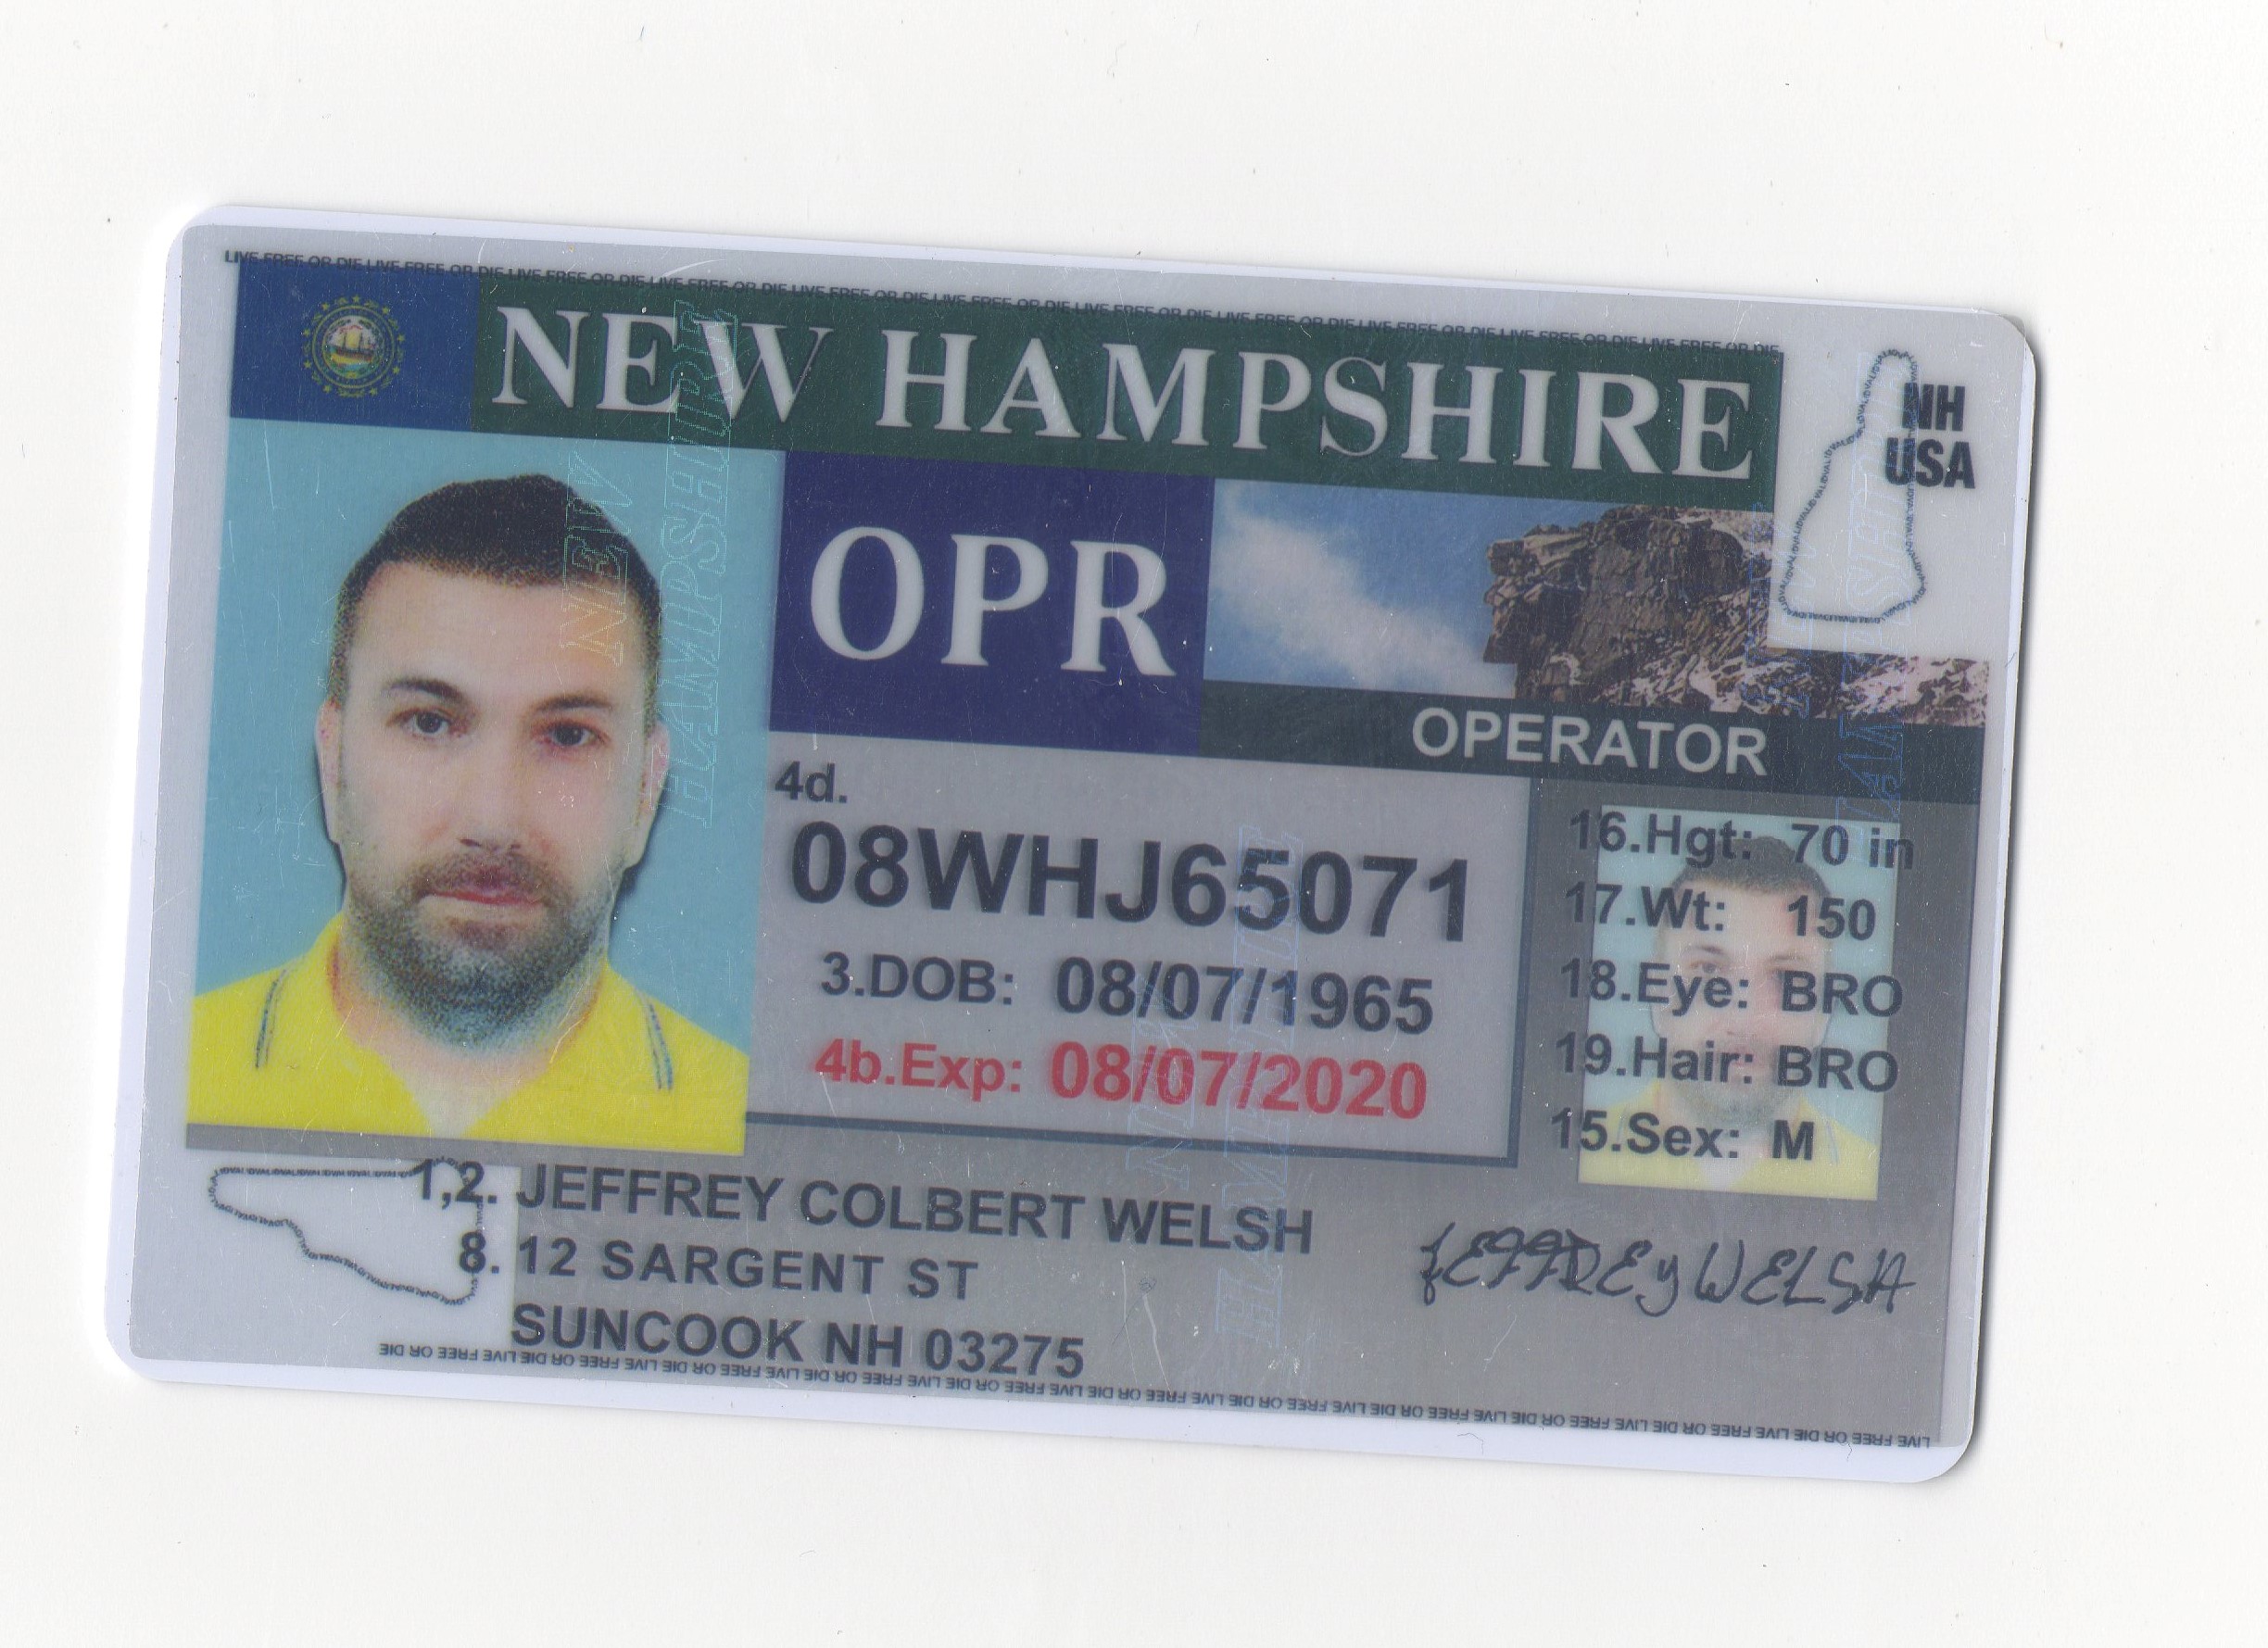 LIVE FREE OR DIE LIVE FREE OR DIE LIVE FREE OR DIE LIVE FREE OR DIE LIVE FREE OR DIE LIVE FREE OR DIE LIVE FREE OR DIE LIVE FREE OR DIE LIVE FREE OR DIE LIVE FREE OR DIE LIVE FREE OR DIE
NEW HAMPSHIRE
NH
USA
OPR
OPERATOR
4d.
08WHJ65071
3.DOB: 08/07/1965
4b.Exp: 08/07/2020
16.Hgt: 70 in
17.Wt: 150
18.Eye: BRO
19.Hair: BRO
15.Sex: M
NEW HAMPSHIRE
1,2. JEFFREY COLBERT WELSH
8. 12 SARGENT ST
SUNCOOK NH 03275
JEFFREY WELSH
LIVE FREE OR DIE LIVE FREE OR DIE LIVE FREE OR DIE LIVE FREE OR DIE LIVE FREE OR DIE LIVE FREE OR DIE LIVE FREE OR DIE LIVE FREE OR DIE LIVE FREE OR DIE LIVE FREE OR DIE LIVE FREE OR DIE